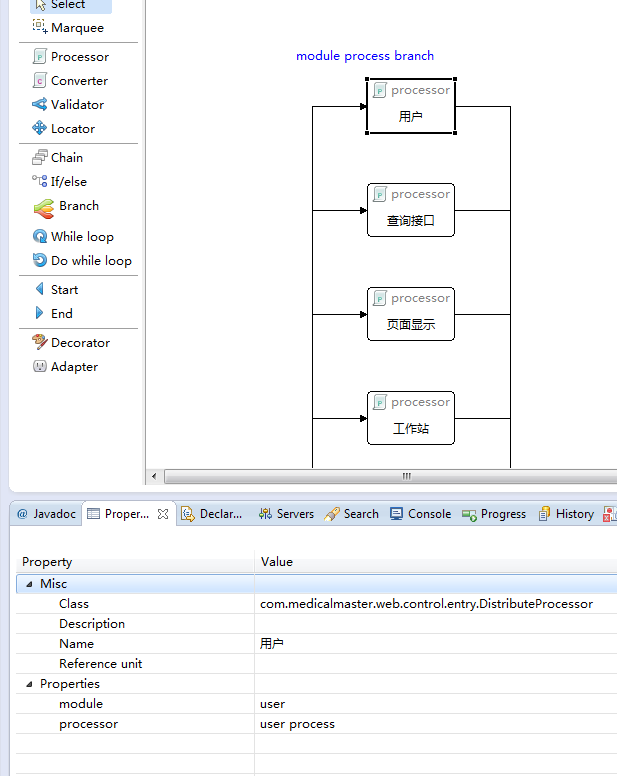 Select
Marquee
Processor
Converter
Validator
Locator
Chain
If/else
Branch
While loop
Do while loop
Start
End
Decorator
Adapter
module process branch
processor
用户
processor
查询接口
processor
页面显示
processor
工作站
@ Javadoc Proper... Declar... Servers Search Console Progress History
Property Value
Misc
Class com.medicalmaster.web.control.entry.DistributeProcessor
Description
Name 用户
Reference unit
Properties
module user
processor user process